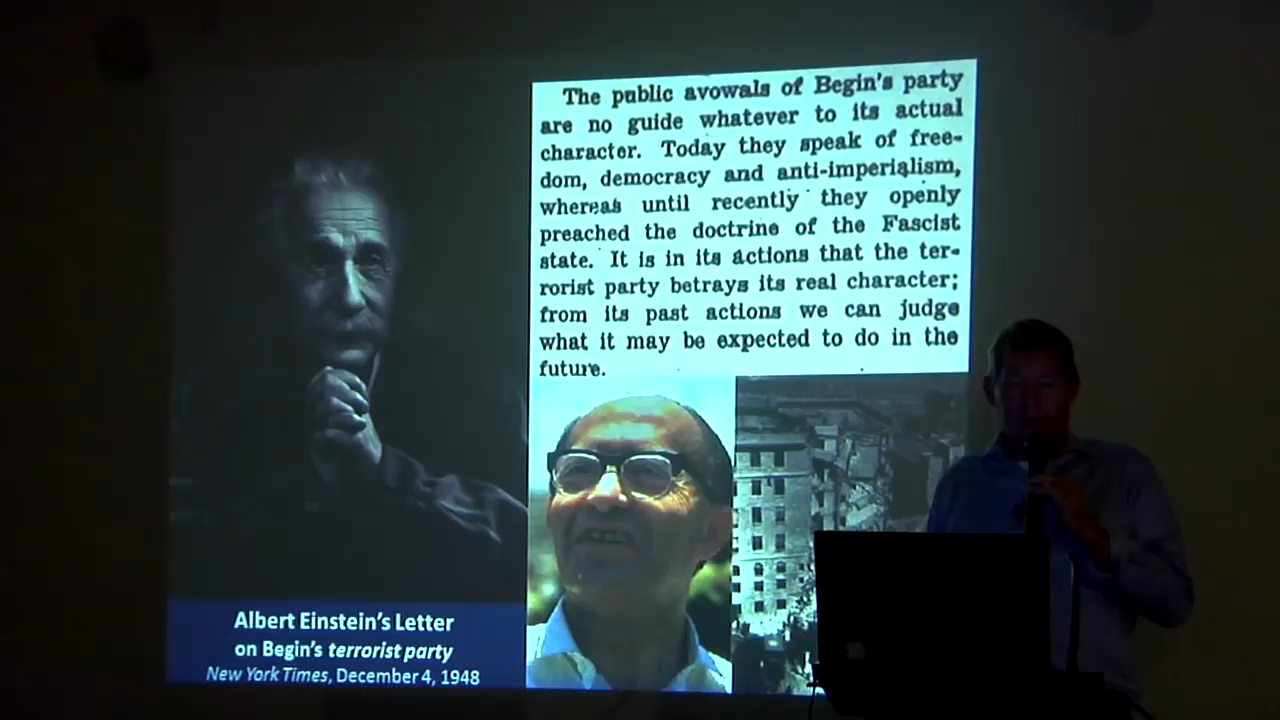 The public avowals of Begin's party
are no guide whatever to its actual
character. Today they speak of free-
dom, democracy and anti-imperialism,
whereas until recently they openly
preached the doctrine of the Fascist
state. It is in its actions that the ter-
rorist party betrays its real character;
from its past actions we can judge
what it may be expected to do in the
future.
Albert Einstein's Letter
on Begin's terrorist party
New York Times, December 4, 1948